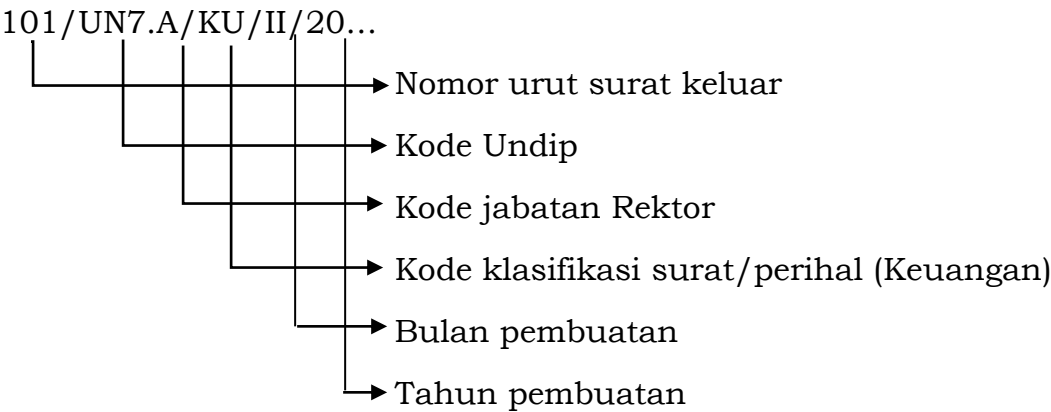 101/UN7.A/KU/II/20...
Nomor urut surat keluar
Kode Undip
Kode jabatan Rektor
Kode klasifikasi surat/perihal (Keuangan)
Bulan pembuatan
Tahun pembuatan